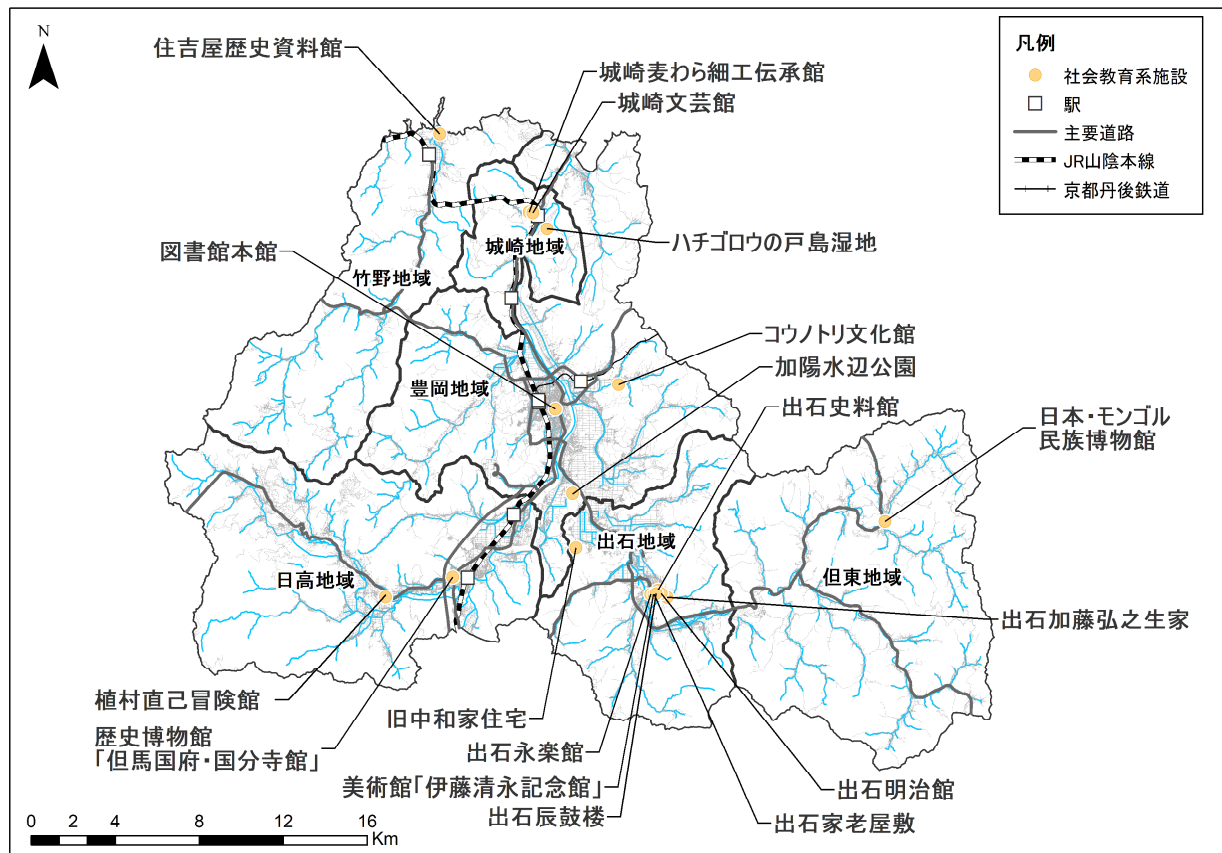 N
住吉屋歴史資料館
城崎麦わら細工伝承館
城崎文芸館
凡例
社会教育系施設
駅
主要道路
JR山陰本線
京都丹後鉄道
図書館本館
城崎地域
ハチゴロウの戸島湿地
竹野地域
コウノトリ文化館
加陽水辺公園
豊岡地域
出石史料館
日本・モンゴル
民族博物館
出石地域
日高地域
但東地域
出石加藤弘之生家
植村直己冒険館
旧中和家住宅
歴史博物館
「但馬国府・国分寺館」
出石永楽館
美術館「伊藤清永記念館」
出石明治館
出石辰鼓楼
出石家老屋敷
0 2 4 8 12 16
Km